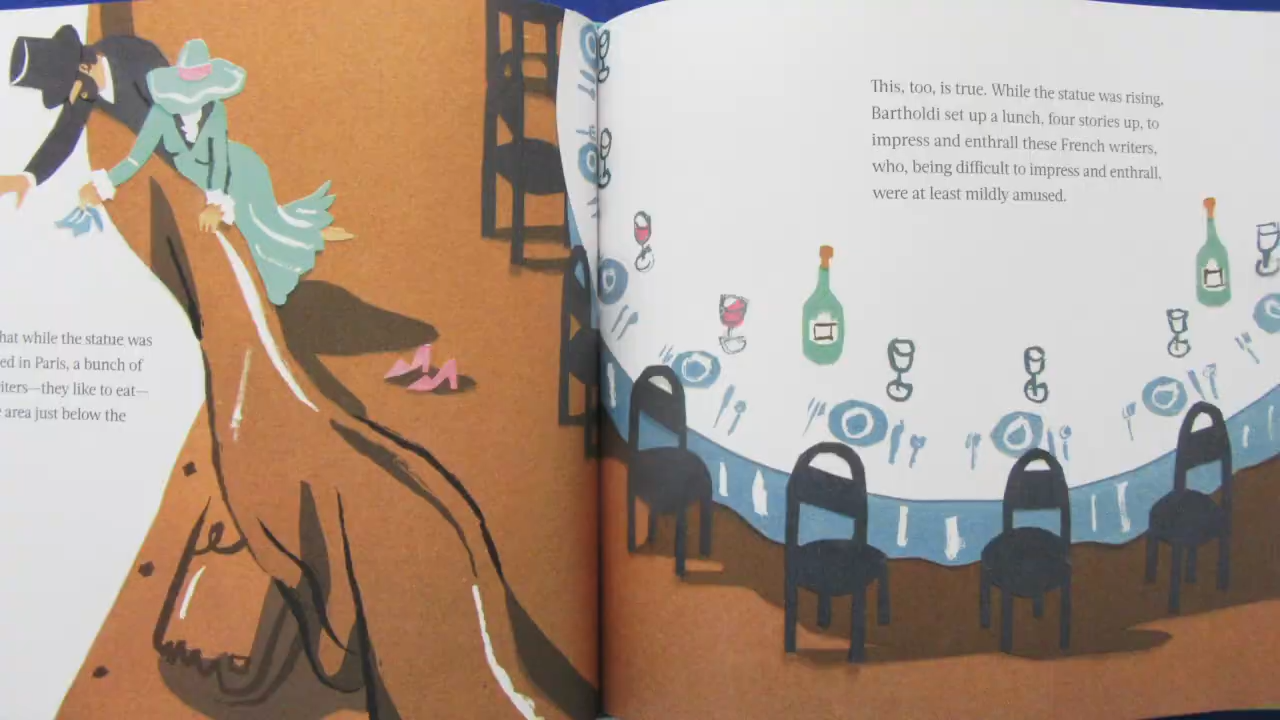 hat while the statue was
ed in Paris, a bunch of
iters—they like to eat—
area just below the
This, too, is true. While the statue was rising,
Bartholdi set up a lunch, four stories up, to
impress and enthrall these French writers,
who, being difficult to impress and enthrall,
were at least mildly amused.